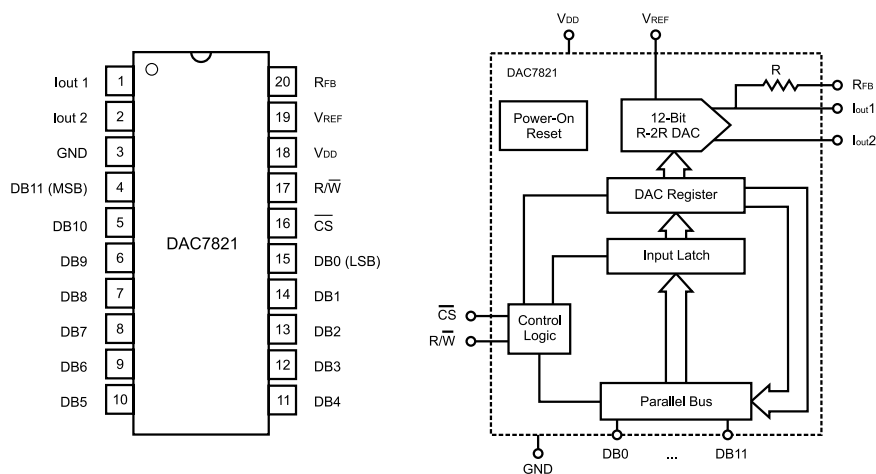 Iout 1 1 20 RFB
Iout 2 2 19 VREF
GND 3 18 VDD
DB11 (MSB) 4 17 R/W̅
DB10 5 16 C̅S̅
DB9 6 15 DB0 (LSB)
DB8 7 14 DB1
DB7 8 13 DB2
DB6 9 12 DB3
DB5 10 11 DB4
DAC7821
VDD
VREF
DAC7821
R
RFB
Iout1
Iout2
Power-On
Reset
12-Bit
R-2R DAC
DAC Register
Input Latch
C̅S̅
R/W̅
Control
Logic
Parallel Bus
GND
DB0 ... DB11